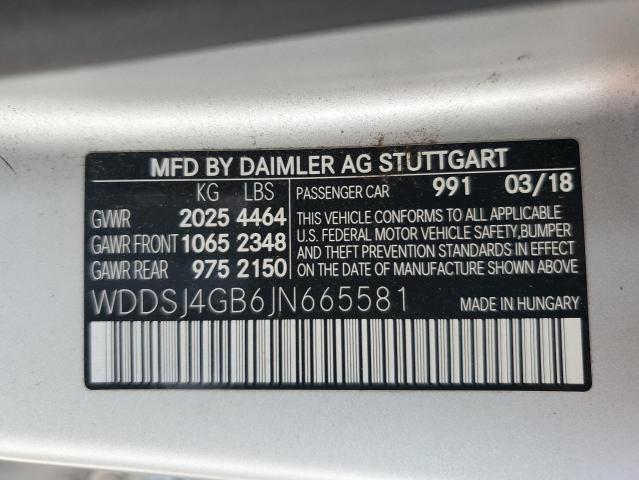 MFD BY DAIMLER AG STUTTGART
KG LBS PASSENGER CAR 991 03/18
GVWR 2025 4464 THIS VEHICLE CONFORMS TO ALL APPLICABLE
GAWR FRONT 1065 2348 U.S. FEDERAL MOTOR VEHICLE SAFETY, BUMPER
AND THEFT PREVENTION STANDARDS IN EFFECT
GAWR REAR 975 2150 ON THE DATE OF MANUFACTURE SHOWN ABOVE
WDDSJ4GB6JN665581 MADE IN HUNGARY